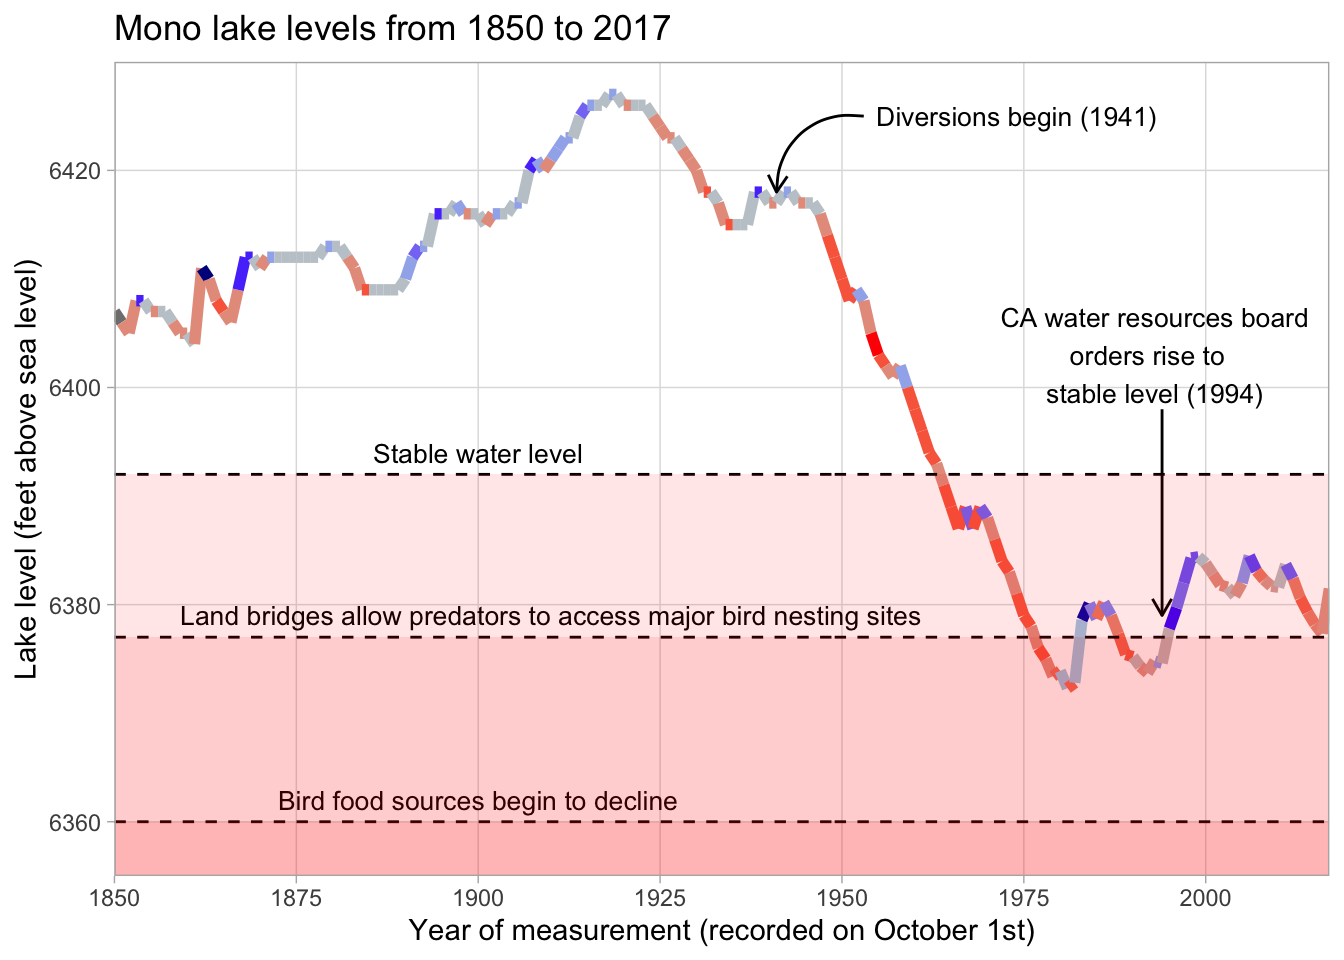 Mono lake levels from 1850 to 2017
Lake level (feet above sea level)
6420
6400
6380
6360
Diversions begin (1941)
CA water resources board
orders rise to
stable level (1994)
Stable water level
Land bridges allow predators to access major bird nesting sites
Bird food sources begin to decline
1850 1875 1900 1925 1950 1975 2000
Year of measurement (recorded on October 1st)